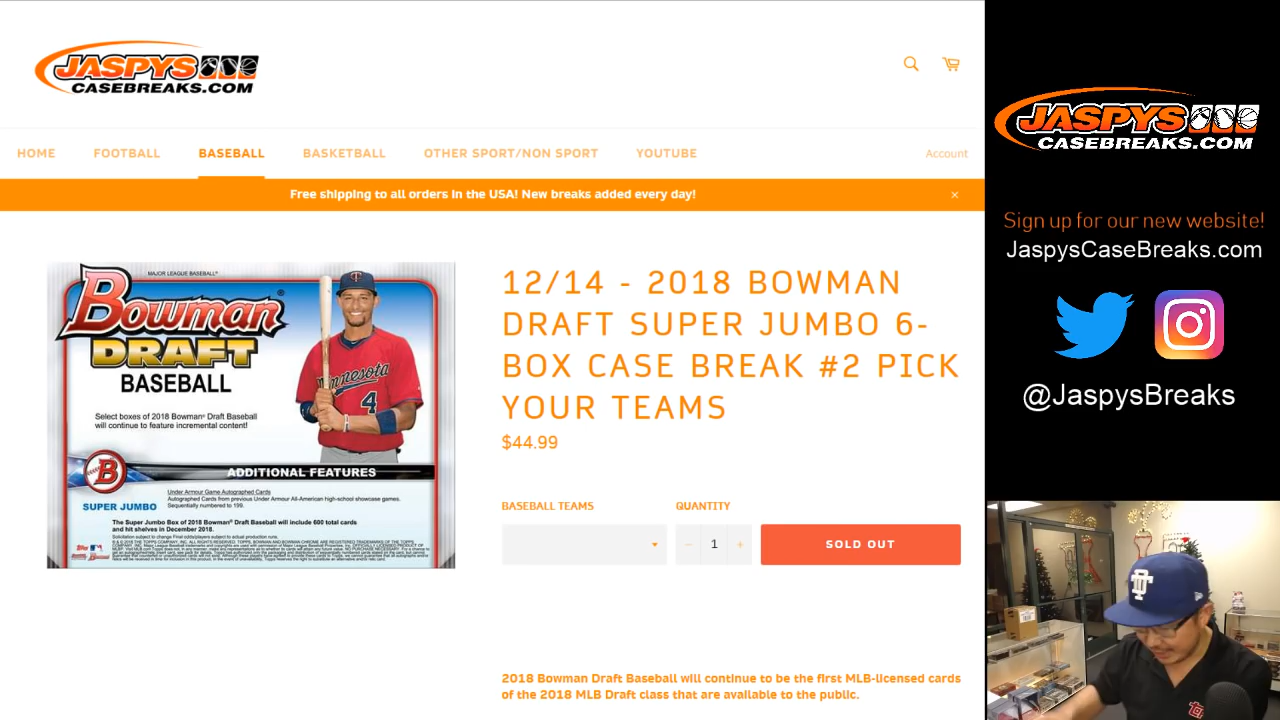 JASPYS
CASEBREAKS.COM
HOME FOOTBALL BASEBALL BASKETBALL OTHER SPORT/NON SPORT YOUTUBE Account
Free shipping to all orders in the USA! New breaks added every day! ×
MAJOR LEAGUE BASEBALL
Bowman
DRAFT
BASEBALL
Select boxes of 2018 Bowman® Draft Baseball
will continue to feature incremental content!
Minnesota
4
B
ADDITIONAL FEATURES
SUPER JUMBO
Under Armour Game Autographed Cards
Autographed Cards from previous Under Armour All-American high-school showcase games.
Sequentially numbered to 199.
The Super Jumbo Box of 2018 Bowman® Draft Baseball will include 600 total cards
and hit shelves in December 2018.
12/14 - 2018 BOWMAN
DRAFT SUPER JUMBO 6-
BOX CASE BREAK #2 PICK
YOUR TEAMS
$44.99
BASEBALL TEAMS QUANTITY
− 1 + SOLD OUT
2018 Bowman Draft Baseball will continue to be the first MLB-licensed cards
of the 2018 MLB Draft class that are available to the public.
JASPYS
CASEBREAKS.COM
Sign up for our new website!
JaspysCaseBreaks.com
@JaspysBreaks